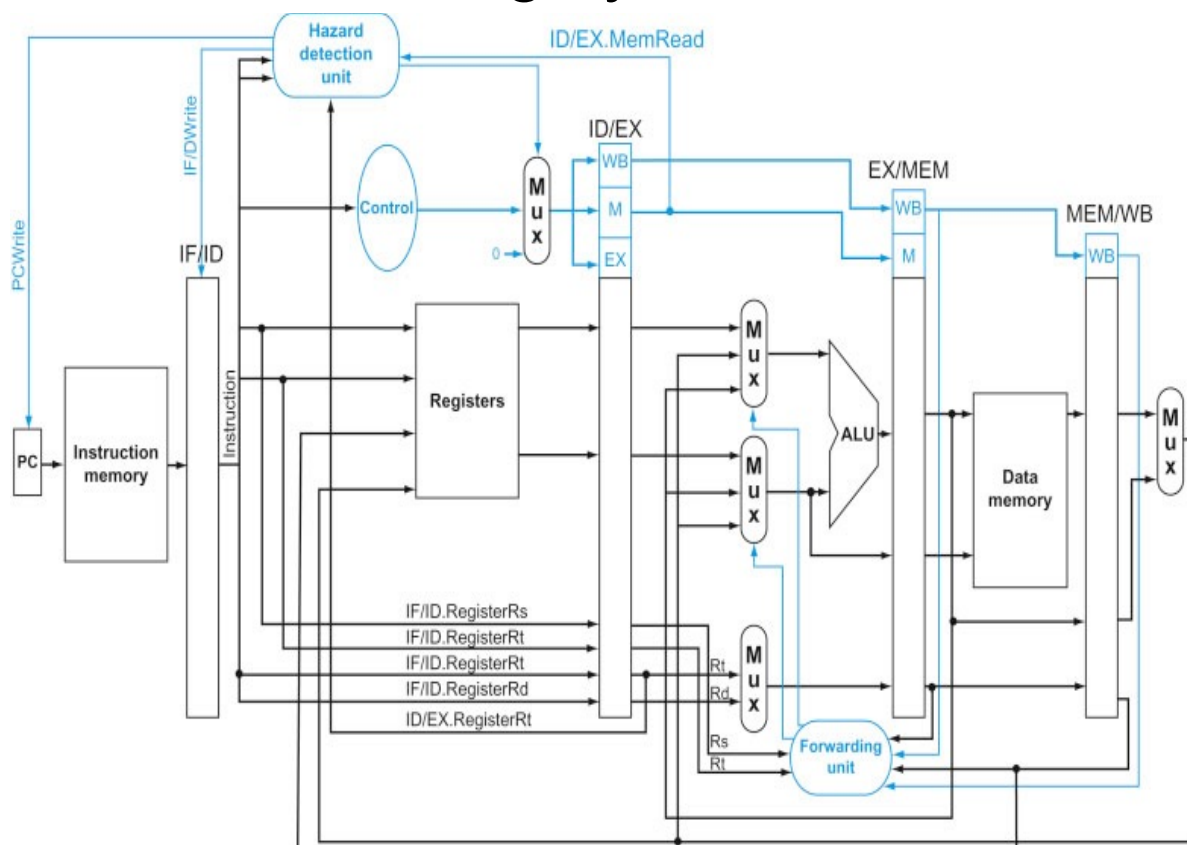 Hazard
detection
unit
ID/EX.MemRead
IF/DWrite
PCWrite
ID/EX
WB
M
EX
Control
M
u
x
0
EX/MEM
WB
M
MEM/WB
WB
IF/ID
PC
Instruction
memory
Instruction
Registers
M
u
x
M
u
x
ALU
Data
memory
M
u
x
IF/ID.RegisterRs
IF/ID.RegisterRt
IF/ID.RegisterRt
IF/ID.RegisterRd
ID/EX.RegisterRt
Rt
Rd
M
u
x
Rs
Rt
Forwarding
unit